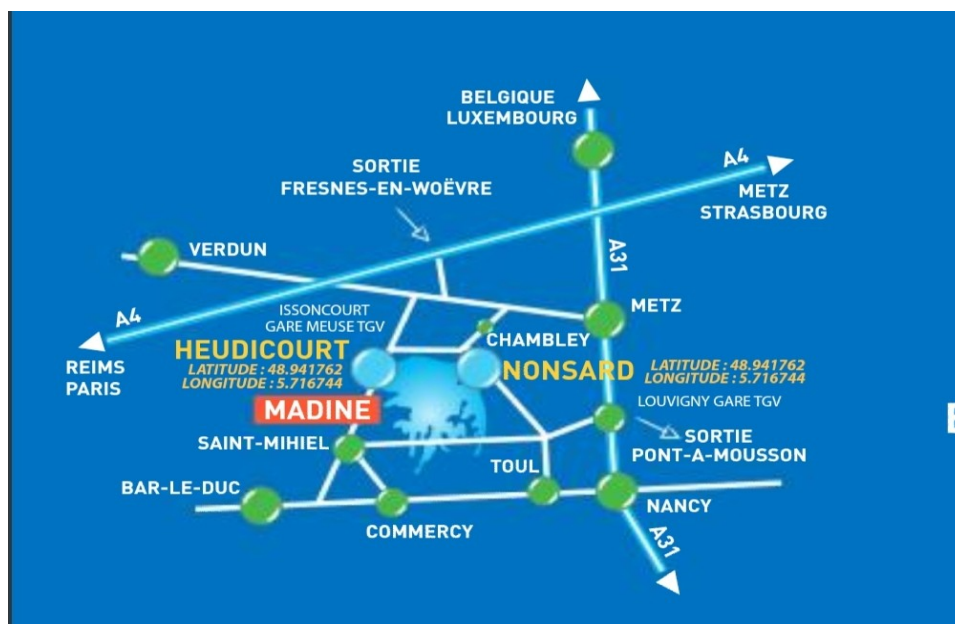 BELGIQUE
LUXEMBOURG
SORTIE
FRESNES-EN-WOËVRE
A4
METZ
STRASBOURG
VERDUN
A31
ISSONCOURT
GARE MEUSE TGV
METZ
A4
CHAMBLEY
REIMS
PARIS
HEUDICOURT
LATITUDE : 48.941762
LONGITUDE : 5.716744
NONSARD
LATITUDE : 48.941762
LONGITUDE : 5.716744
MADINE
LOUVIGNY GARE TGV
SAINT-MIHIEL
SORTIE
PONT-A-MOUSSON
TOUL
BAR-LE-DUC
NANCY
COMMERCY
A31